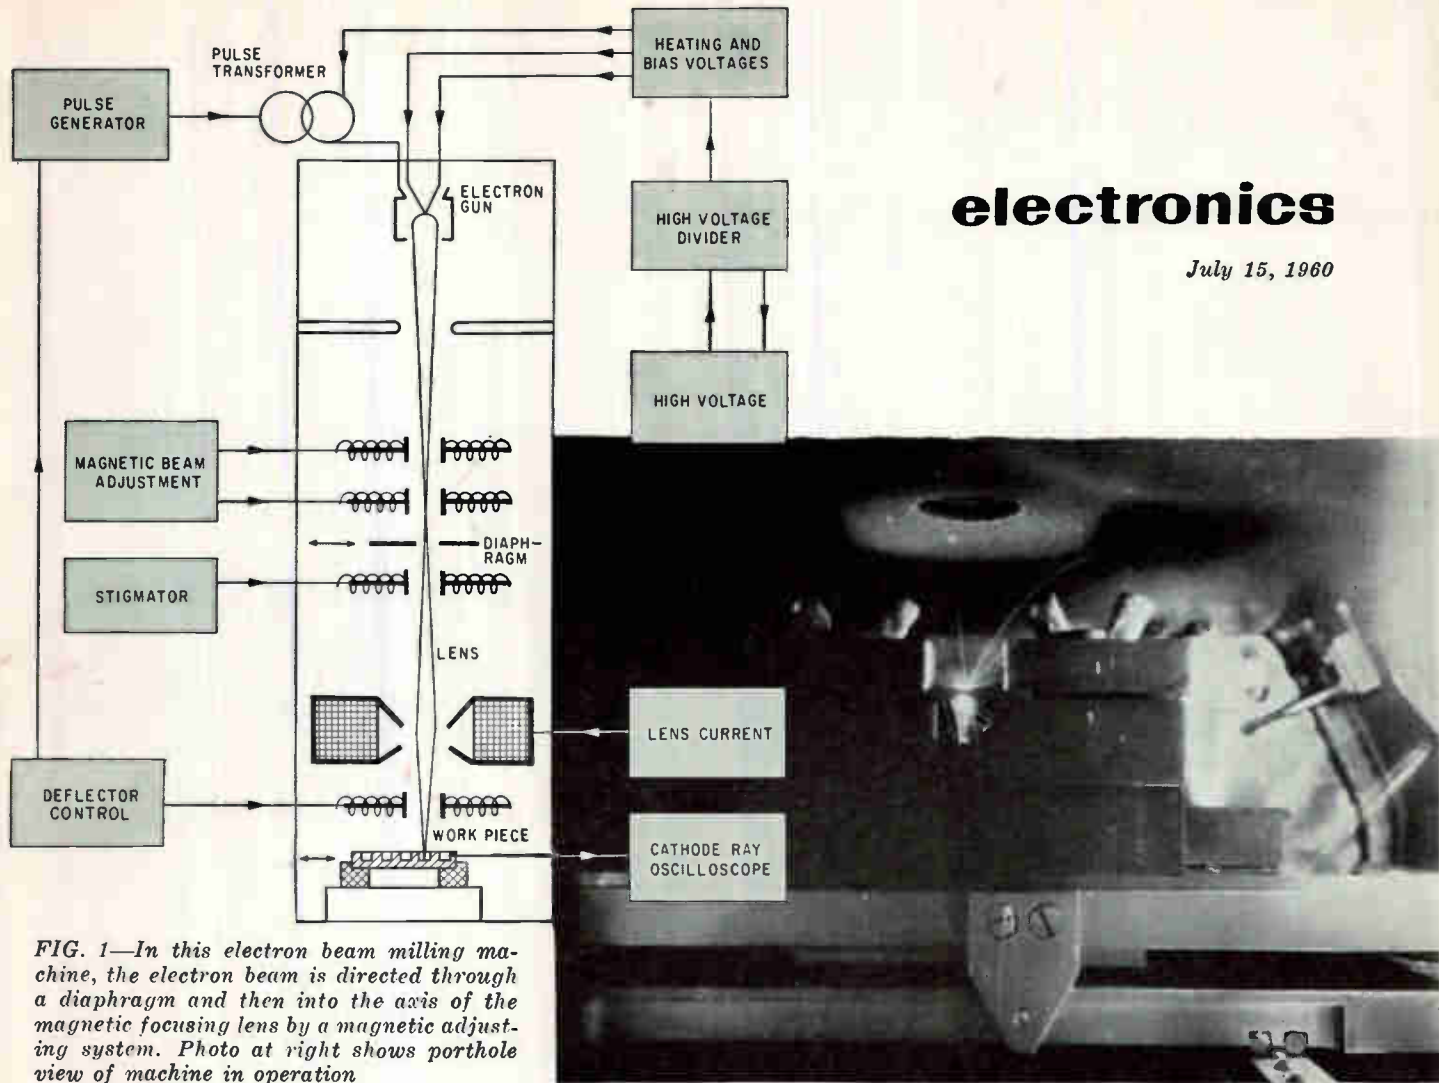 HEATING AND
BIAS VOLTAGES
PULSE
TRANSFORMER
PULSE
GENERATOR
ELECTRON
GUN
HIGH VOLTAGE
DIVIDER
electronics
July 15, 1960
HIGH VOLTAGE
MAGNETIC BEAM
ADJUSTMENT
DIAPH-
RAGM
STIGMATOR
LENS
LENS CURRENT
DEFLECTOR
CONTROL
WORK PIECE
CATHODE RAY
OSCILLOSCOPE
FIG. 1—In this electron beam milling ma-
chine, the electron beam is directed through
a diaphragm and then into the axis of the
magnetic focusing lens by a magnetic adjust-
ing system. Photo at right shows porthole
view of machine in operation